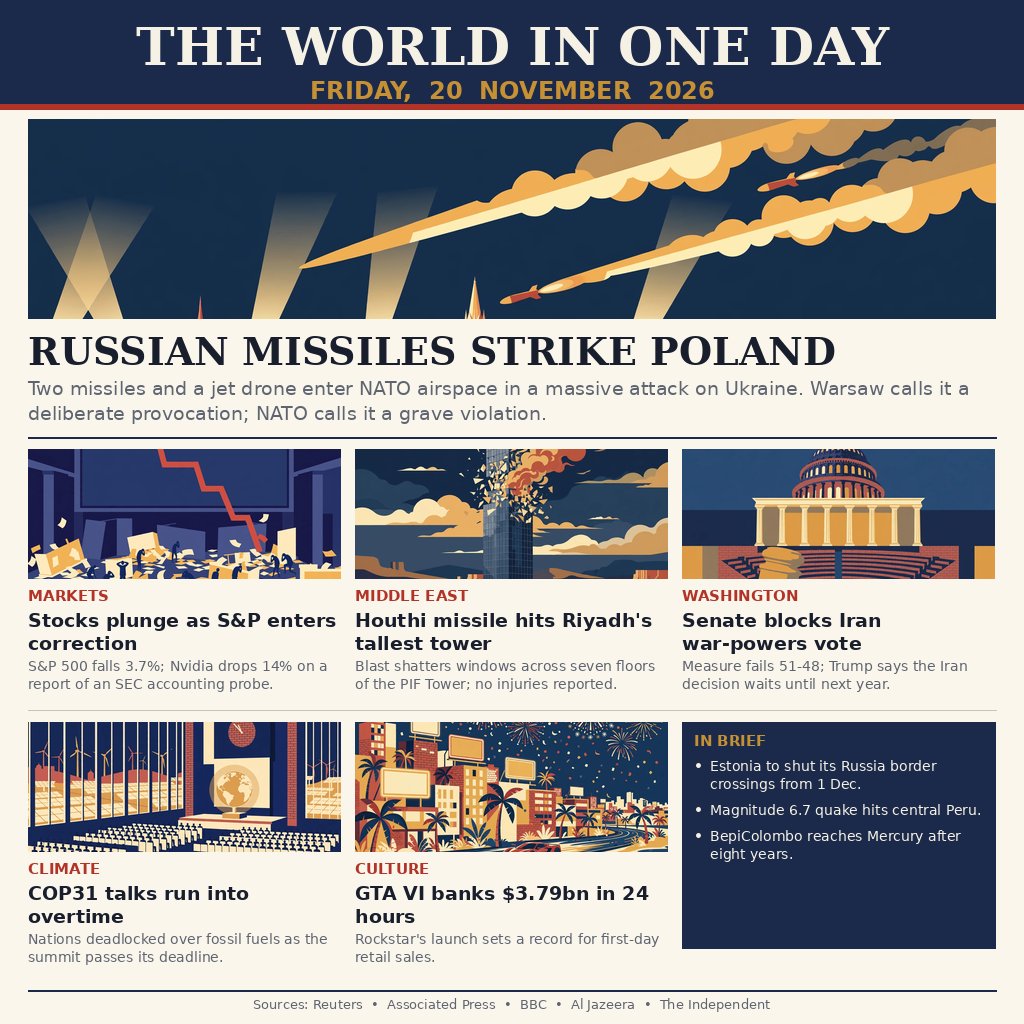 THE WORLD IN ONE DAY
FRIDAY, 20 NOVEMBER 2026
RUSSIAN MISSILES STRIKE POLAND
Two missiles and a jet drone enter NATO airspace in a massive attack on Ukraine. Warsaw calls it a
deliberate provocation; NATO calls it a grave violation.
MARKETS
Stocks plunge as S&P enters
correction
S&P 500 falls 3.7%; Nvidia drops 14% on a
report of an SEC accounting probe.
MIDDLE EAST
Houthi missile hits Riyadh's
tallest tower
Blast shatters windows across seven floors
of the PIF Tower; no injuries reported.
WASHINGTON
Senate blocks Iran
war-powers vote
Measure fails 51-48; Trump says the Iran
decision waits until next year.
CLIMATE
COP31 talks run into
overtime
Nations deadlocked over fossil fuels as the
summit passes its deadline.
CULTURE
GTA VI banks $3.79bn in 24
hours
Rockstar's launch sets a record for first-day
retail sales.
IN BRIEF
• Estonia to shut its Russia border
crossings from 1 Dec.
• Magnitude 6.7 quake hits central Peru.
• BepiColombo reaches Mercury after
eight years.
Sources: Reuters • Associated Press • BBC • Al Jazeera • The Independent